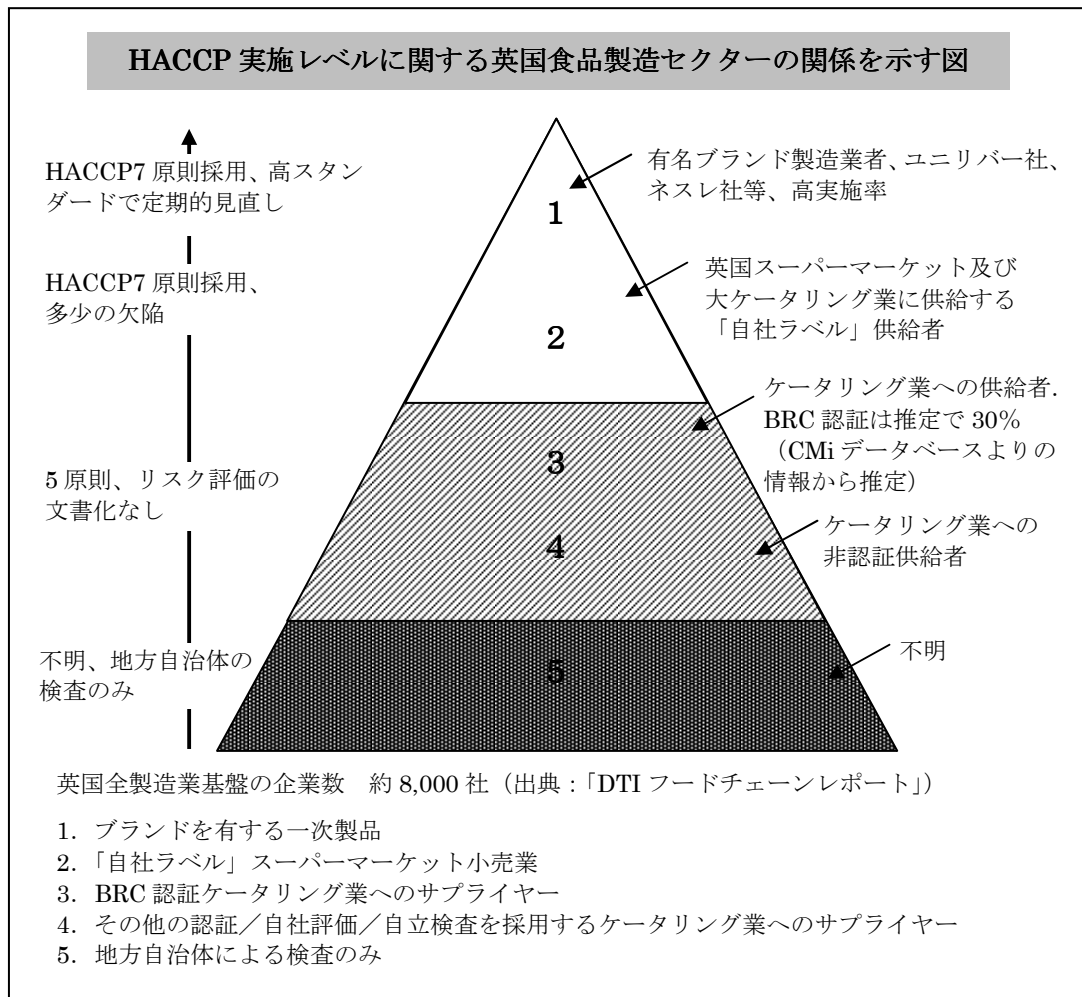 HACCP 実施レベルに関する英国食品製造セクターの関係を示す図
HACCP7 原則採用、高スタン
ダードで定期的見直し
HACCP7 原則採用、
多少の欠陥
5 原則、リスク評価の
文書化なし
不明、地方自治体の
検査のみ
1
2
3
4
5
有名ブランド製造業者、ユニリバー社、
ネスレ社等、高実施率
英国スーパーマーケット及び
大ケータリング業に供給する
「自社ラベル」供給者
ケータリング業への供給者.
BRC 認証は推定で 30%
（CMi データベースよりの
情報から推定）
ケータリング業への
非認証供給者
不明
英国全製造業基盤の企業数　約 8,000 社（出典：「DTI フードチェーンレポート」）
1. ブランドを有する一次製品
2. 「自社ラベル」スーパーマーケット小売業
3. BRC 認証ケータリング業へのサプライヤー
4. その他の認証／自社評価／自立検査を採用するケータリング業へのサプライヤー
5. 地方自治体による検査のみ